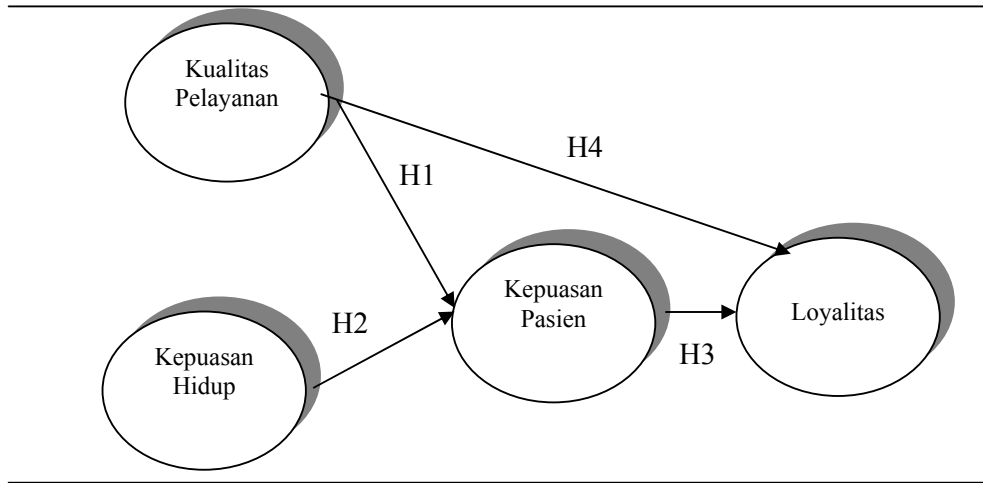 Kualitas
Pelayanan
H4
H1
Kepuasan
Pasien
Loyalitas
H2
H3
Kepuasan
Hidup